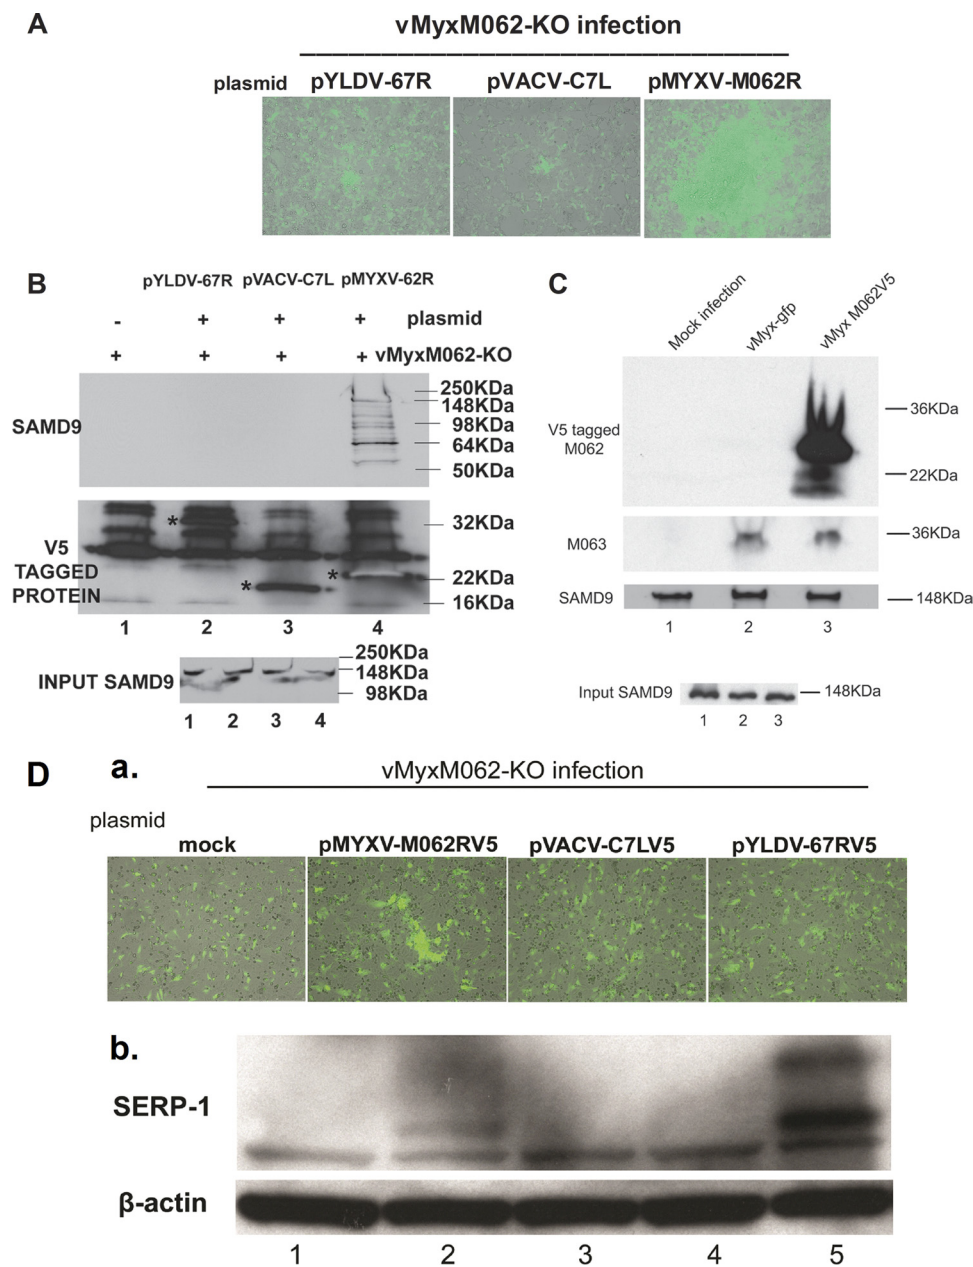 A
vMyxM062-KO infection
plasmid pYLDV-67R pVACV-C7L pMYXV-M062R
B
pYLDV-67R pVACV-C7L pMYXV-62R
- + + + plasmid
+ + + + vMyxM062-KO
SAMD9
250KDa
148KDa
98KDa
64KDa
50KDa
V5
TAGGED
PROTEIN
*
*
*
32KDa
22KDa
16KDa
1 2 3 4
INPUT SAMD9
250KDa
148KDa
98KDa
1 2 3 4
C
Mock infection
vMyx-gfp
vMyx M062V5
V5 tagged
M062
36KDa
22KDa
M063
36KDa
SAMD9
148KDa
1 2 3
Input SAMD9
148KDa
1 2 3
D
a.
vMyxM062-KO infection
plasmid
mock pMYXV-M062RV5 pVACV-C7LV5 pYLDV-67RV5
b.
SERP-1
β-actin
1 2 3 4 5